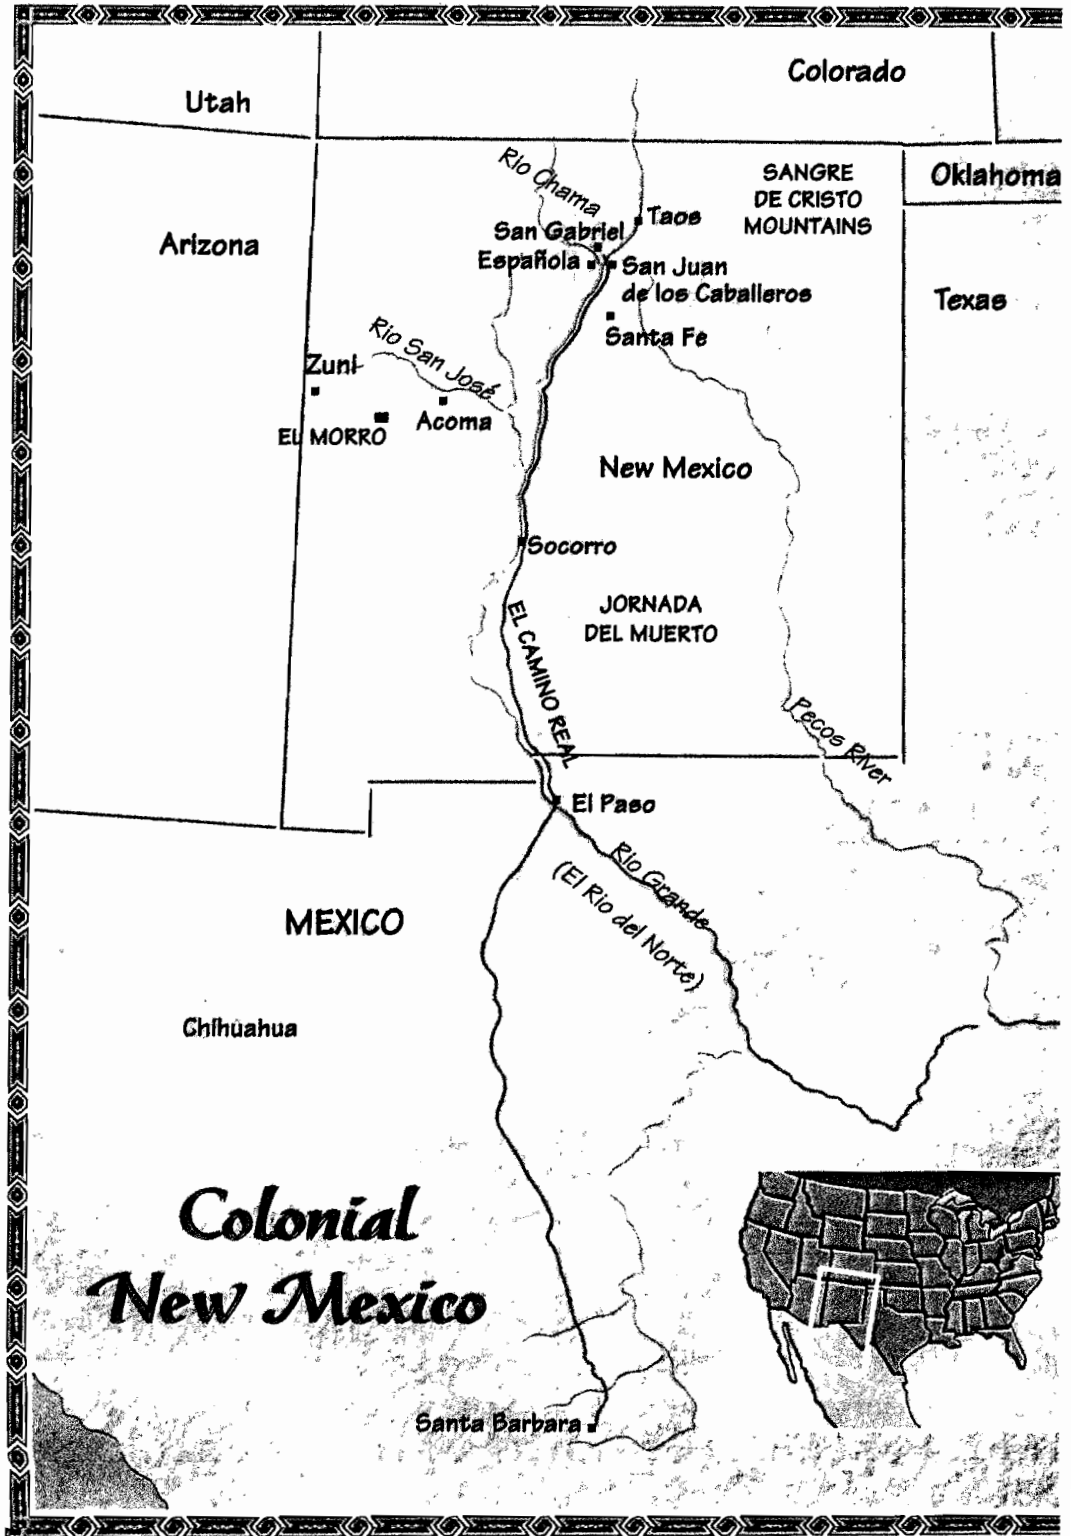 Colorado
Utah
Rio Chama
SANGRE
DE CRISTO
MOUNTAINS
Oklahoma
Taos
San Gabriel
Arizona
Española
San Juan
de los Caballeros
Texas
Santa Fe
Rio San José
Zuni
Acoma
EL MORRO
New Mexico
Socorro
JORNADA
DEL MUERTO
EL CAMINO REAL
Pecos River
El Paso
Rio Grande
(El Rio del Norte)
MEXICO
Chihuahua
Colonial
New Mexico
Santa Barbara